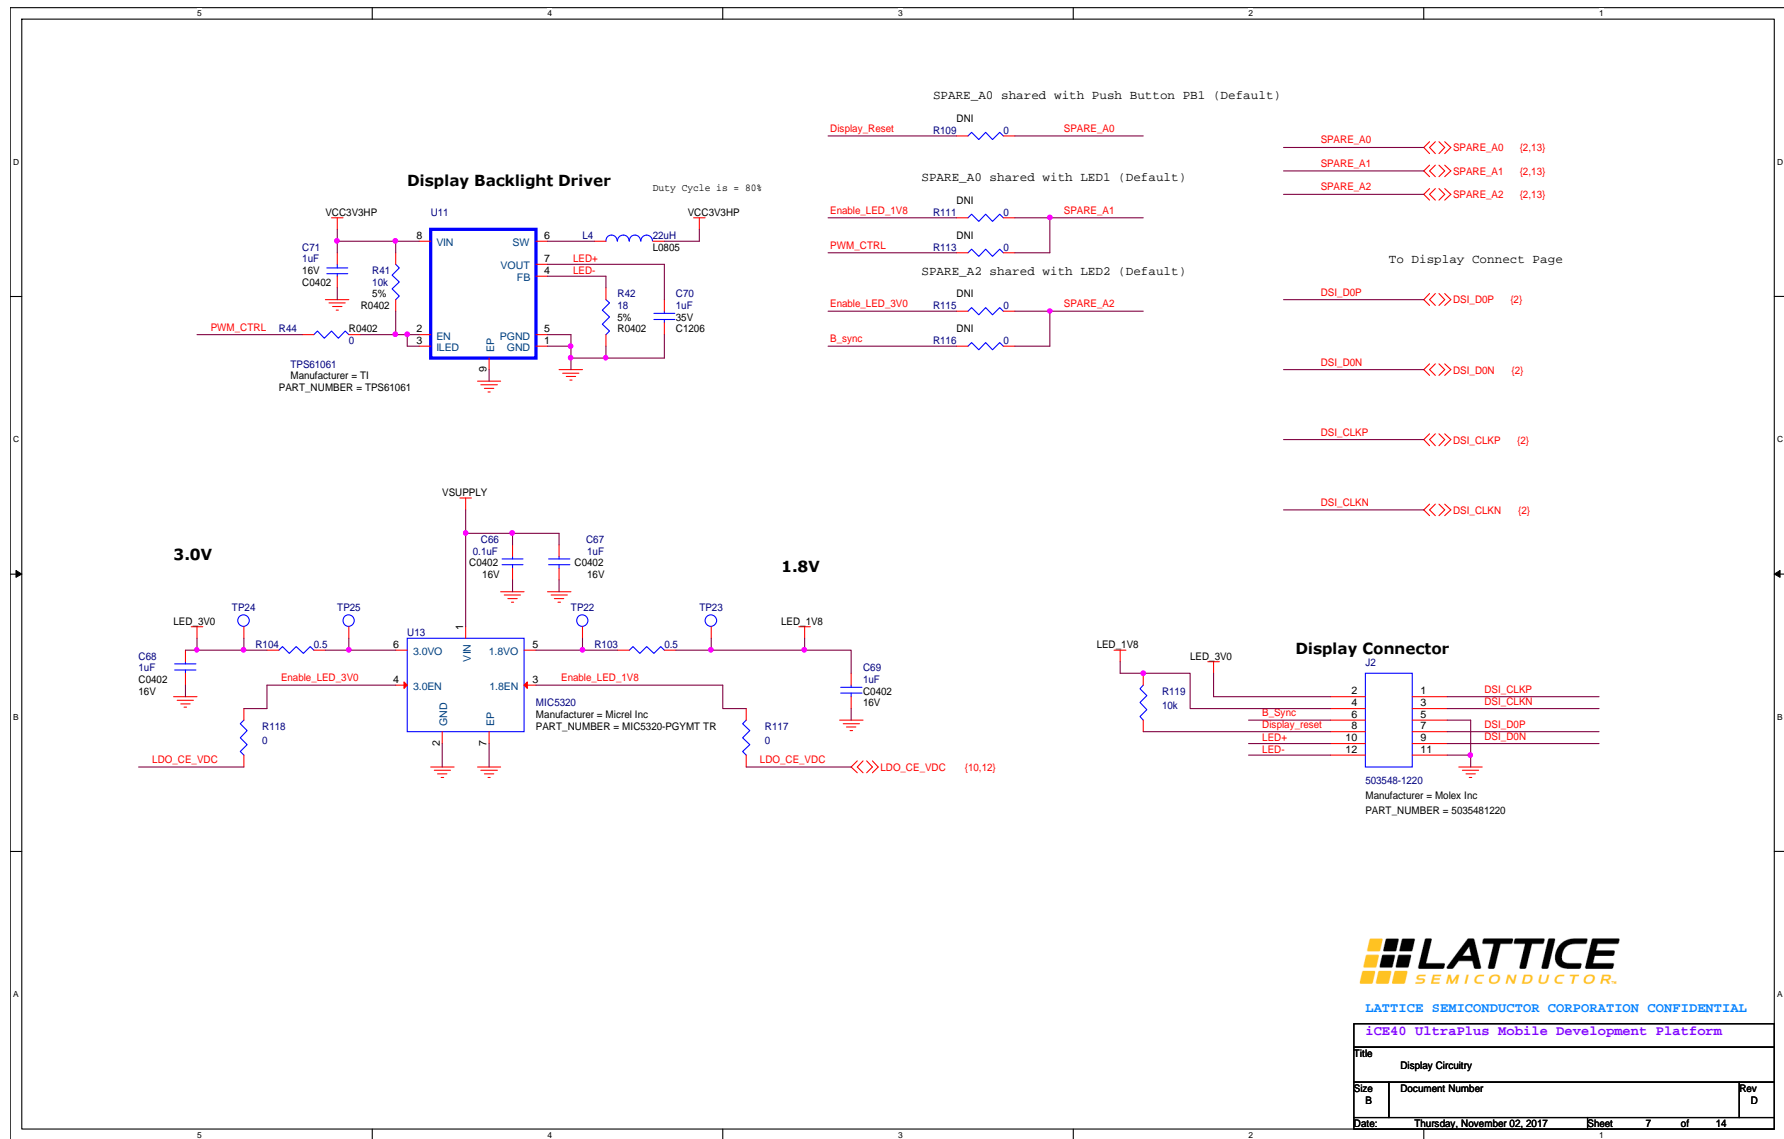 5 4 3 2 1
D
C
B
A
SPARE_A0 shared with Push Button PB1 (Default)
Display_Reset R109 DNI 0 SPARE_A0
SPARE_A0 shared with LED1 (Default)
Enable_LED_1V8 R111 DNI 0 SPARE_A1
PWM_CTRL R113 DNI 0
SPARE_A2 shared with LED2 (Default)
Enable_LED_3V0 R115 DNI 0 SPARE_A2
B_sync R116 DNI 0
SPARE_A0 SPARE_A0 {2,13}
SPARE_A1 SPARE_A1 {2,13}
SPARE_A2 SPARE_A2 {2,13}
To Display Connect Page
DSI_D0P DSI_D0P {2}
DSI_D0N DSI_D0N {2}
DSI_CLKP DSI_CLKP {2}
DSI_CLKN DSI_CLKN {2}
Display Backlight Driver
Duty Cycle is = 80%
VCC3V3HP
U11
VCC3V3HP
C71
1uF
16V
C0402
R41
10k
5%
R0402
8 VIN
SW 6
L4 22uH
L0805
VOUT 7 LED+
FB 4 LED-
R42
18
5%
R0402
C70
1uF
35V
C1206
PWM_CTRL R44 R0402
0
2 EN
3 ILED
PGND 5
GND 1
EP
9
TPS61061
Manufacturer = TI
PART_NUMBER = TPS61061
3.0V
1.8V
VSUPPLY
C66
0.1uF
C0402
16V
C67
1uF
C0402
16V
TP24
TP25
TP22
TP23
LED_3V0
LED_1V8
C68
1uF
C0402
16V
R104 0.5
U13
1
VIN
6 3.0VO
1.8VO 5
R103 0.5
4 3.0EN
1.8EN 3
Enable_LED_3V0
Enable_LED_1V8
GND
EP
2
7
C69
1uF
C0402
16V
MIC5320
Manufacturer = Micrel Inc
PART_NUMBER = MIC5320-PGYMT TR
R118
0
R117
0
LDO_CE_VDC
LDO_CE_VDC LDO_CE_VDC {10,12}
LED_1V8
LED_3V0
Display Connector
J2
R119
10k
2 1 DSI_CLKP
4 3 DSI_CLKN
B_Sync 6 5
Display_reset 8 7 DSI_D0P
LED+ 10 9 DSI_D0N
LED- 12 11
503548-1220
Manufacturer = Molex Inc
PART_NUMBER = 5035481220
LATTICE
SEMICONDUCTOR™
LATTICE SEMICONDUCTOR CORPORATION CONFIDENTIAL
iCE40 UltraPlus Mobile Development Platform
Title
Display Circuitry
Size Document Number Rev
B D
Date: Thursday, November 02, 2017 Sheet 7 of 14
D
C
B
A
5 4 3 2 1